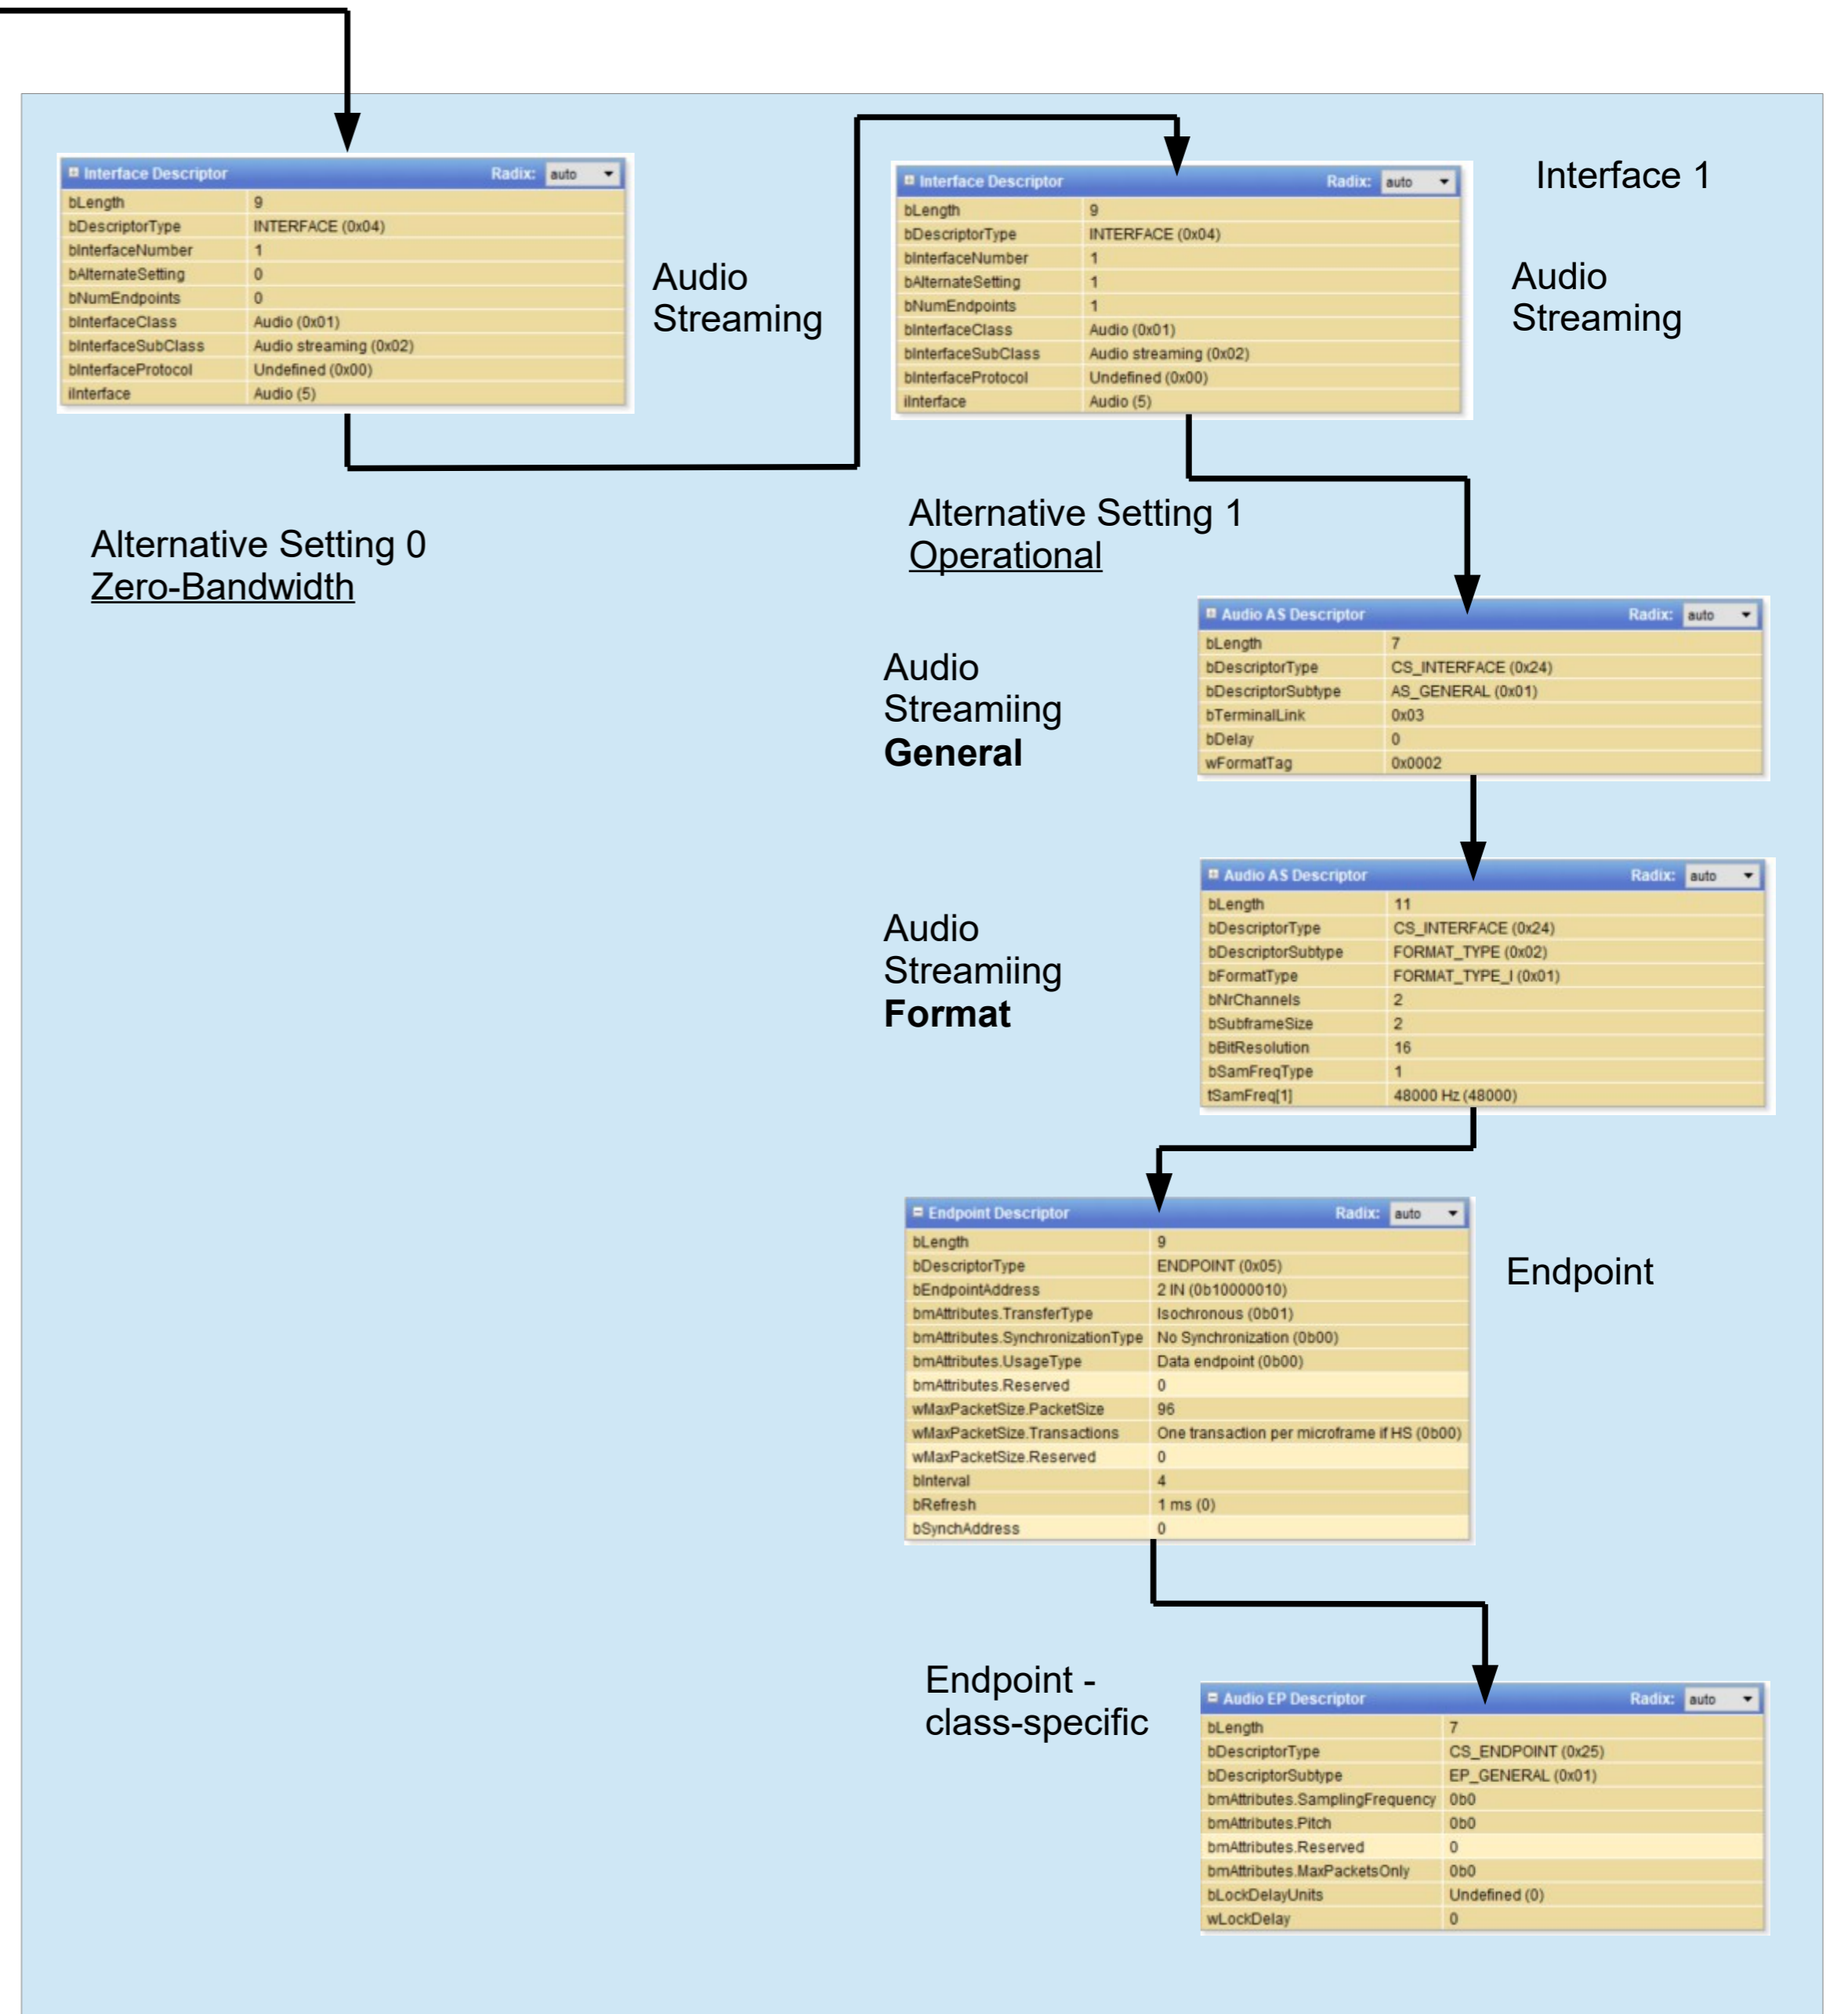 Interface Descriptor Radix: auto
bLength 9
bDescriptorType INTERFACE (0x04)
bInterfaceNumber 1
bAlternateSetting 0
bNumEndpoints 0
bInterfaceClass Audio (0x01)
bInterfaceSubClass Audio streaming (0x02)
bInterfaceProtocol Undefined (0x00)
iInterface Audio (5)
Audio
Streaming
Alternative Setting 0
Zero-Bandwidth
Interface Descriptor Radix: auto
bLength 9
bDescriptorType INTERFACE (0x04)
bInterfaceNumber 1
bAlternateSetting 1
bNumEndpoints 1
bInterfaceClass Audio (0x01)
bInterfaceSubClass Audio streaming (0x02)
bInterfaceProtocol Undefined (0x00)
iInterface Audio (5)
Interface 1
Audio
Streaming
Alternative Setting 1
Operational
Audio
Streamiing
General
Audio AS Descriptor Radix: auto
bLength 7
bDescriptorType CS_INTERFACE (0x24)
bDescriptorSubtype AS_GENERAL (0x01)
bTerminalLink 0x03
bDelay 0
wFormatTag 0x0002
Audio
Streamiing
Format
Audio AS Descriptor Radix: auto
bLength 11
bDescriptorType CS_INTERFACE (0x24)
bDescriptorSubtype FORMAT_TYPE (0x02)
bFormatType FORMAT_TYPE_I (0x01)
bNrChannels 2
bSubframeSize 2
bBitResolution 16
bSamFreqType 1
tSamFreq[1] 48000 Hz (48000)
Endpoint Descriptor Radix: auto
bLength 9
bDescriptorType ENDPOINT (0x05)
bEndpointAddress 2 IN (0b10000010)
bmAttributes.TransferType Isochronous (0b01)
bmAttributes.SynchronizationType No Synchronization (0b00)
bmAttributes.UsageType Data endpoint (0b00)
bmAttributes.Reserved 0
wMaxPacketSize.PacketSize 96
wMaxPacketSize.Transactions One transaction per microframe if HS (0b00)
wMaxPacketSize.Reserved 0
bInterval 4
bRefresh 1 ms (0)
bSynchAddress 0
Endpoint
Endpoint -
class-specific
Audio EP Descriptor Radix: auto
bLength 7
bDescriptorType CS_ENDPOINT (0x25)
bDescriptorSubtype EP_GENERAL (0x01)
bmAttributes.SamplingFrequency 0b0
bmAttributes.Pitch 0b0
bmAttributes.Reserved 0
bmAttributes.MaxPacketsOnly 0b0
bLockDelayUnits Undefined (0)
wLockDelay 0